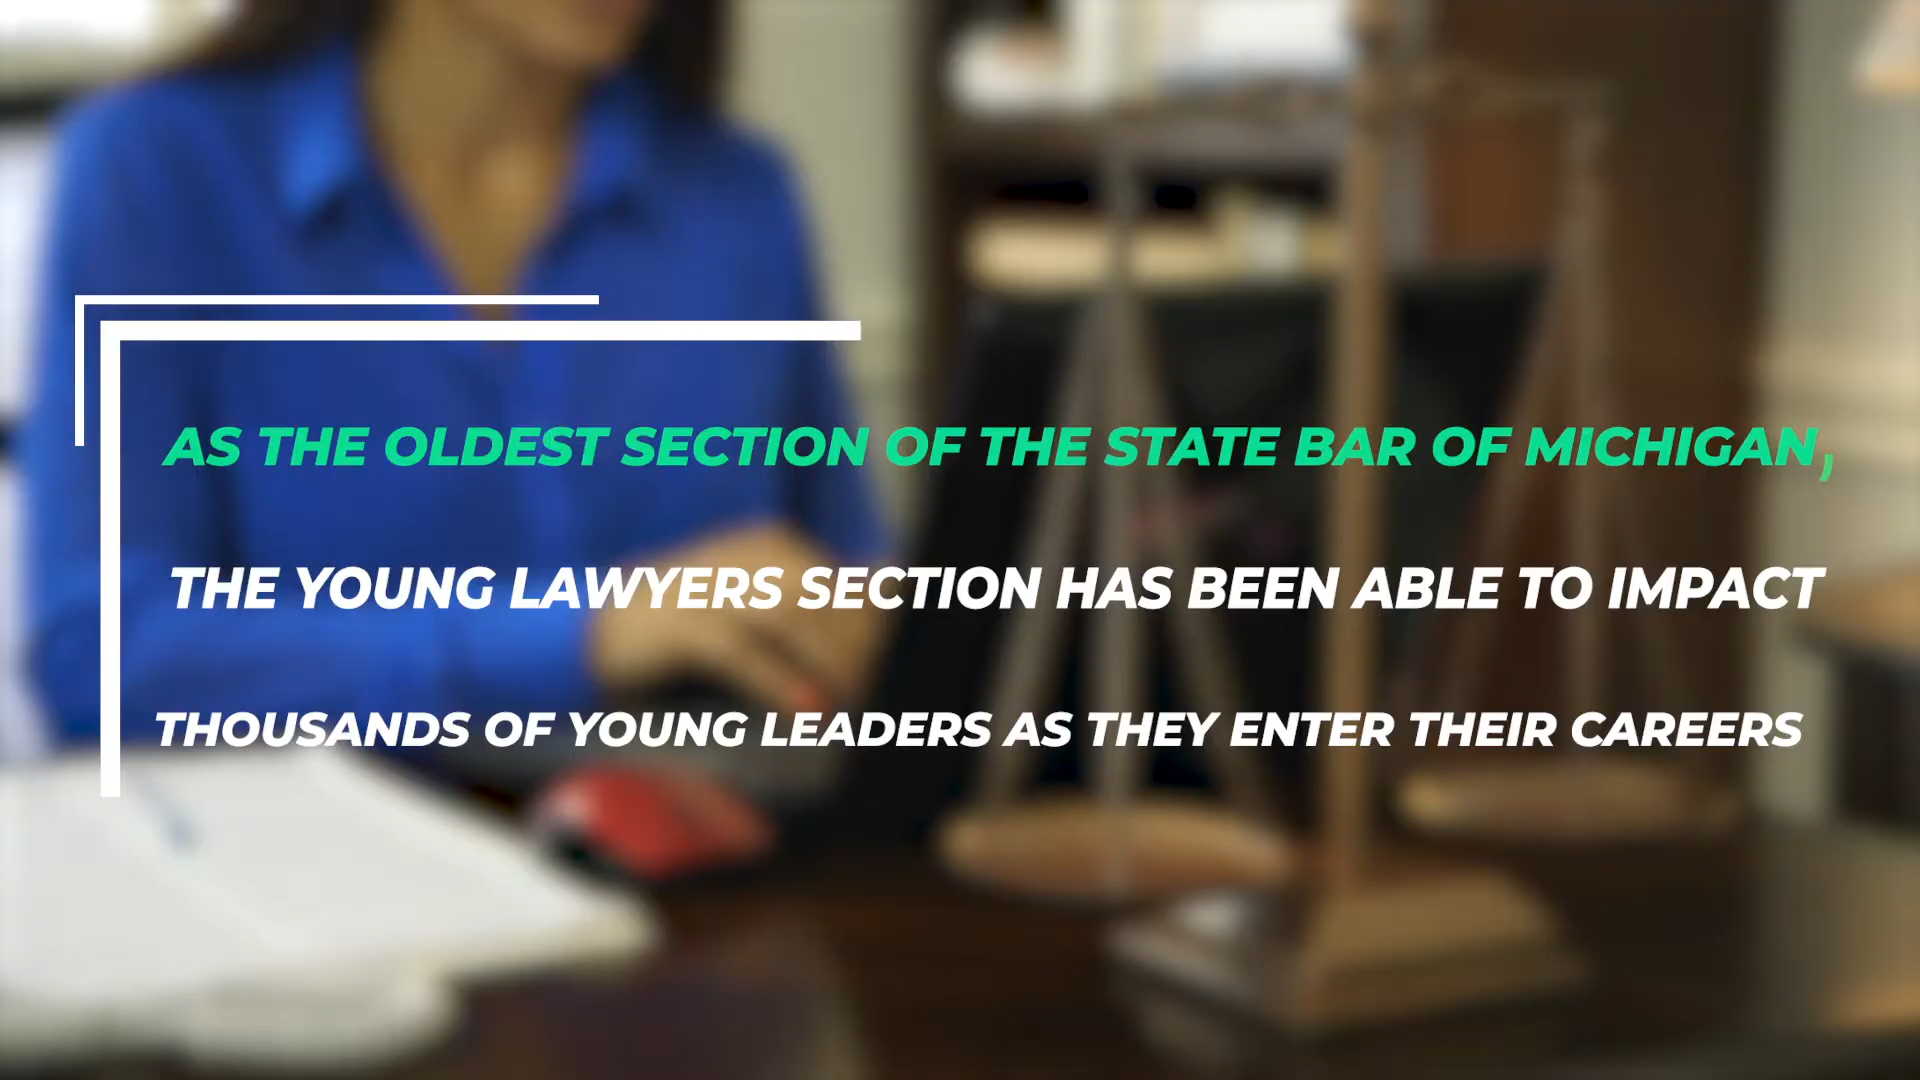 AS THE OLDEST SECTION OF THE STATE BAR OF MICHIGAN,
THE YOUNG LAWYERS SECTION HAS BEEN ABLE TO IMPACT
THOUSANDS OF YOUNG LEADERS AS THEY ENTER THEIR CAREERS